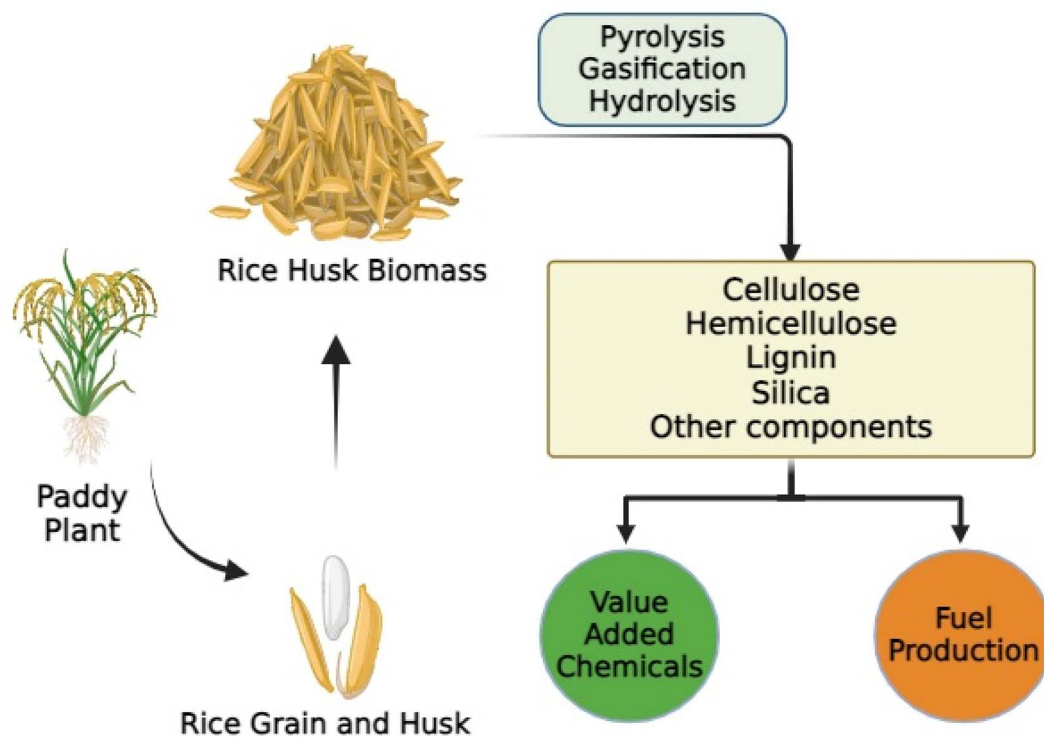 Pyrolysis
Gasification
Hydrolysis
Rice Husk Biomass
Cellulose
Hemicellulose
Lignin
Silica
Other components
Paddy
Plant
Rice Grain and Husk
Value
Added
Chemicals
Fuel
Production